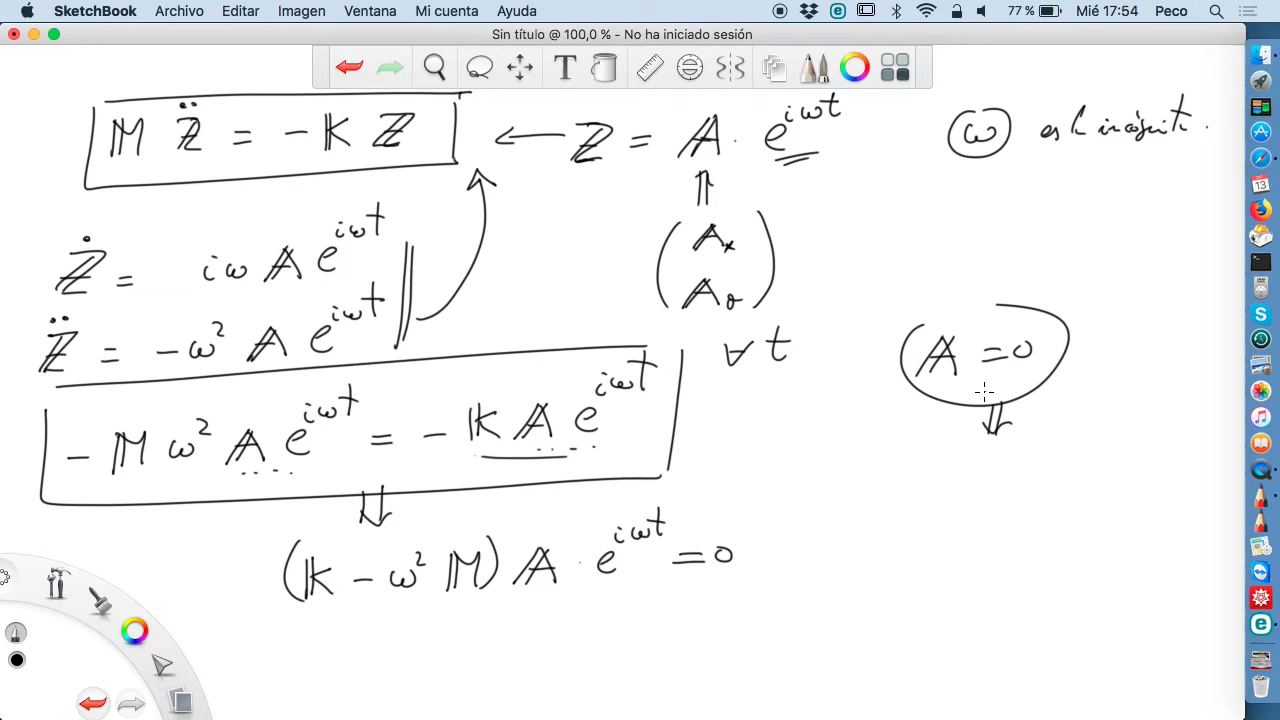 SketchBook Archivo Editar Imagen Ventana Mi cuenta Ayuda 77 % Mié 17:54 Peco
Sin título @ 100,0 % - No ha iniciado sesión
𝕄 Z̈ = - 𝕂 ℤ ← ℤ = 𝔸 · e^{iωt} ω es la incógnita.
⇑
Ż = iω 𝔸 e^{iωt} (𝔸ₓ
Z̈ = -ω² 𝔸 e^{iωt} 𝔸_θ)
∀ t (𝔸 = 0
- 𝕄 ω² 𝔸 e^{iωt} = - 𝕂 𝔸 e^{iωt} ⇓
⇓
(𝕂 - ω² 𝕄) 𝔸 · e^{iωt} = 0